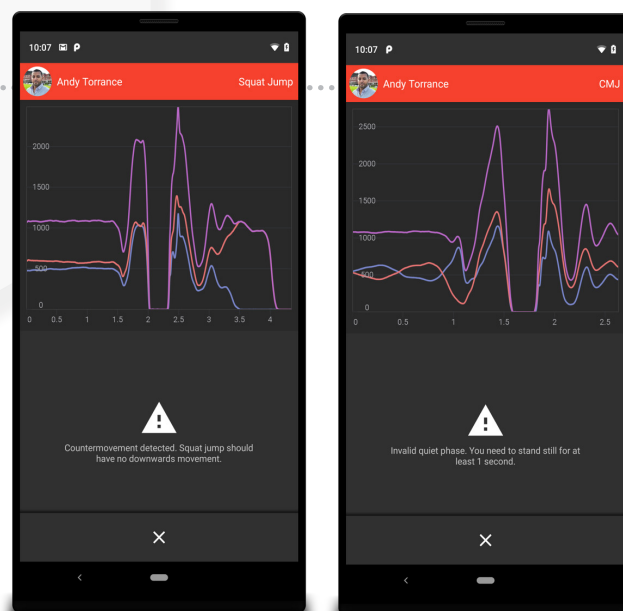 10:07
Andy Torrance
Squat Jump
2000
1500
1000
500
0
0 0.5 1 1.5 2 2.5 3 3.5 4
Countermovement detected. Squat jump should
have no downwards movement.
10:07
Andy Torrance
CMJ
2500
2000
1500
1000
500
0
0 0.5 1 1.5 2 2.5
Invalid quiet phase. You need to stand still for at
least 1 second.